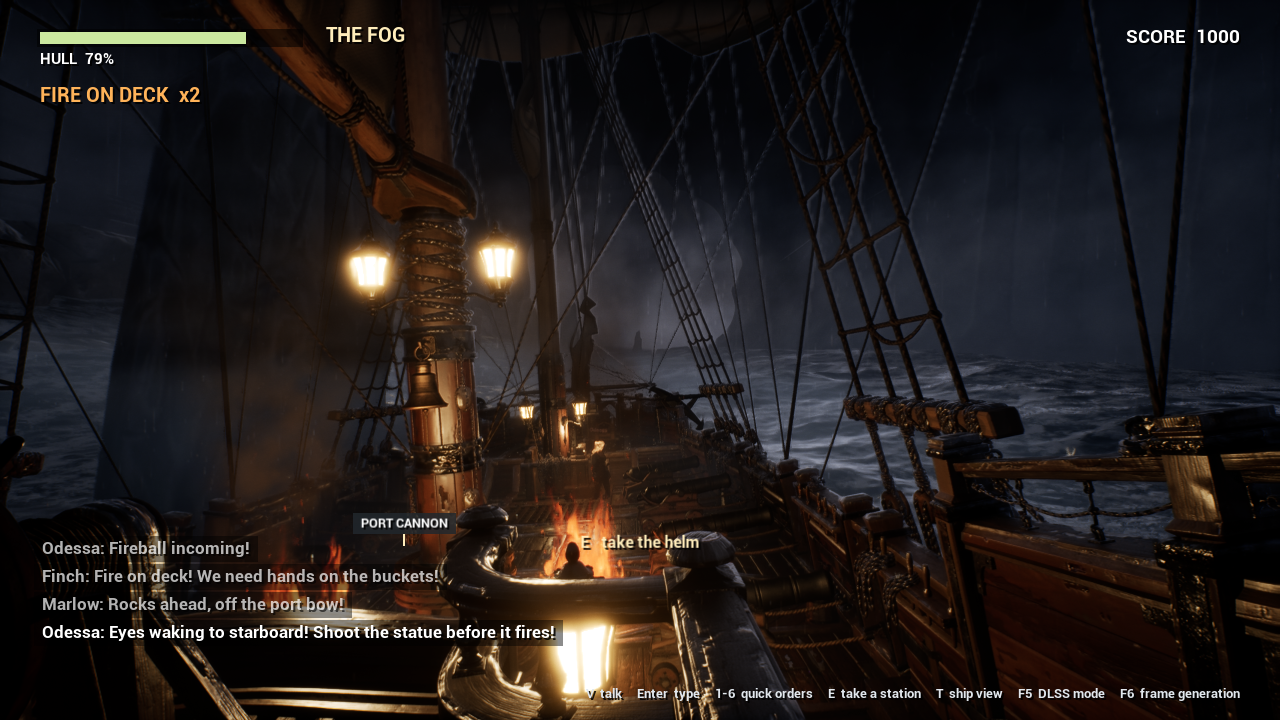 THE FOG
SCORE 1000
HULL 79%
FIRE ON DECK x2
PORT CANNON
E take the helm
Odessa: Fireball incoming!
Finch: Fire on deck! We need hands on the buckets!
Marlow: Rocks ahead, off the port bow!
Odessa: Eyes waking to starboard! Shoot the statue before it fires!
V talk Enter type 1-6 quick orders E take a station T ship view F5 DLSS mode F6 frame generation